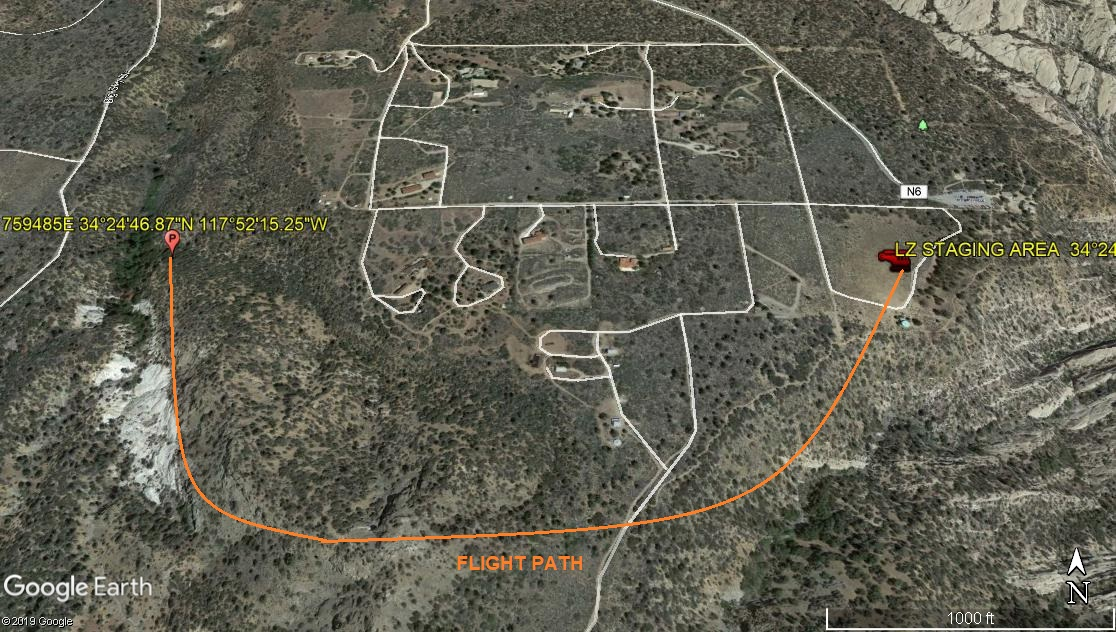 N6
759485E 34°24'46.87"N 117°52'15.25"W
P
LZ STAGING AREA 34°24
FLIGHT PATH
Google Earth
N
1000 ft
©2019 Google